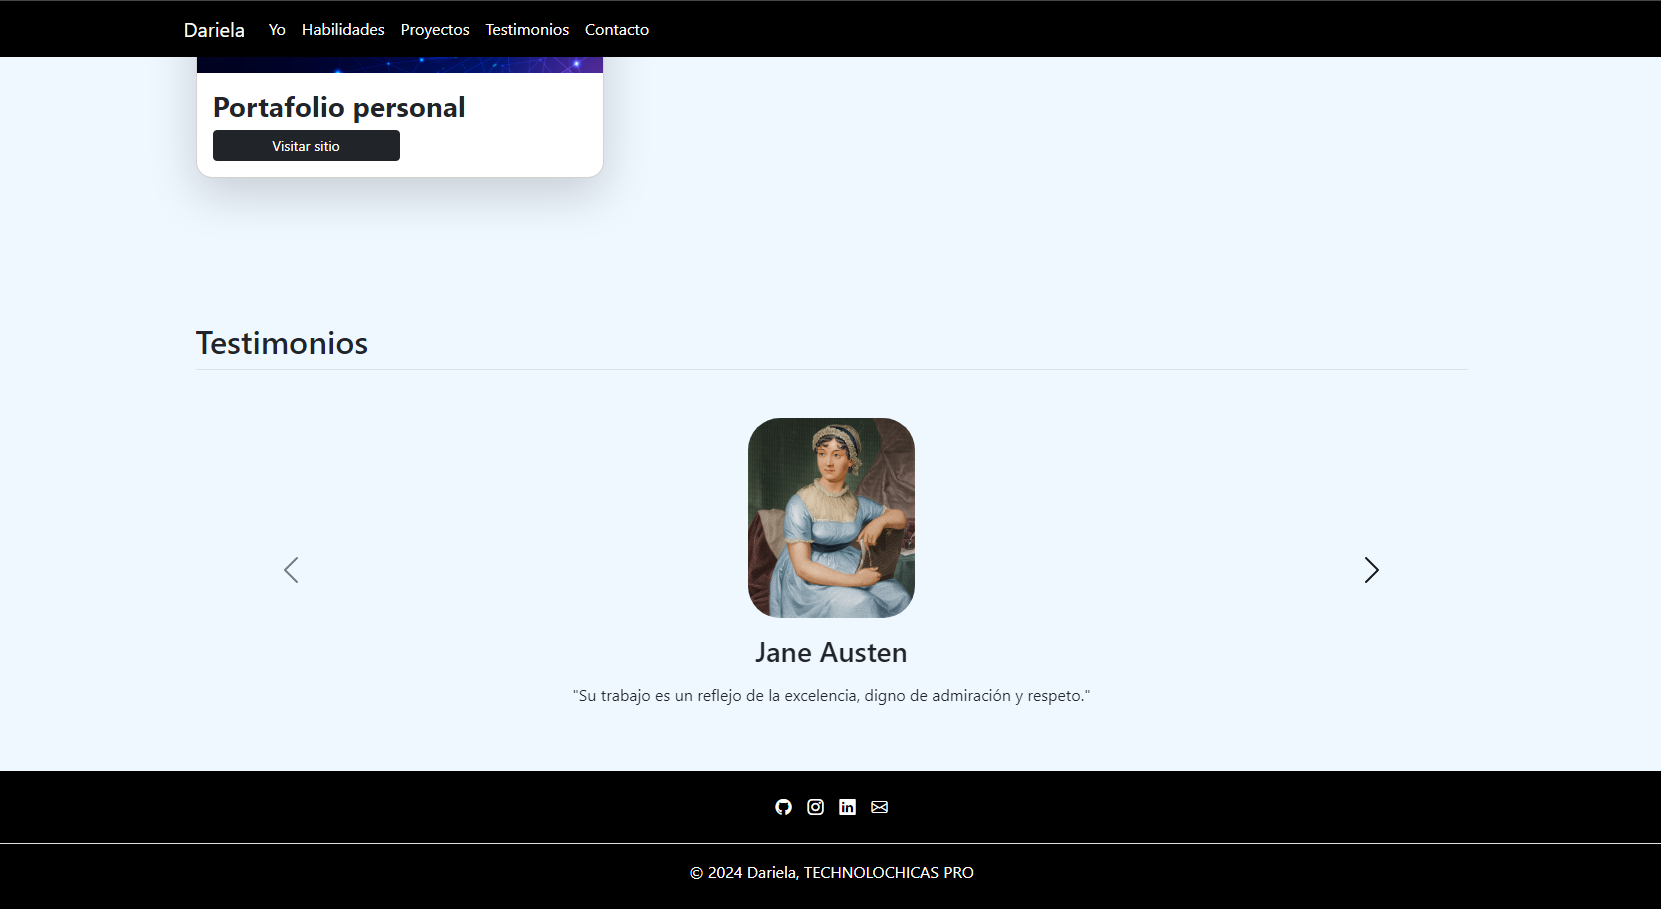 Dariela Yo Habilidades Proyectos Testimonios Contacto
Portafolio personal
Visitar sitio
Testimonios
Jane Austen
"Su trabajo es un reflejo de la excelencia, digno de admiración y respeto."
© 2024 Dariela, TECHNOLOCHICAS PRO